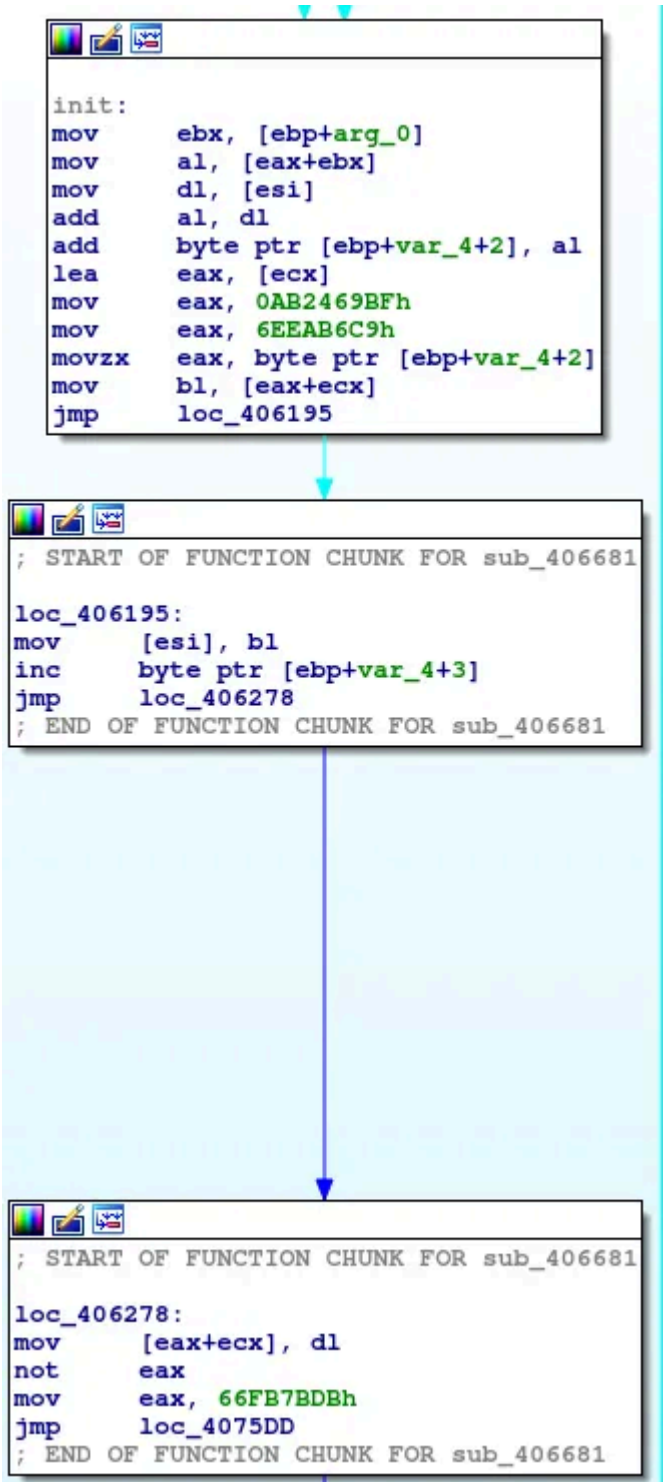 init:
mov ebx, [ebp+arg_0]
mov al, [eax+ebx]
mov dl, [esi]
add al, dl
add byte ptr [ebp+var_4+2], al
lea eax, [ecx]
mov eax, 0AB2469BFh
mov eax, 6EEAB6C9h
movzx eax, byte ptr [ebp+var_4+2]
mov bl, [eax+ecx]
jmp loc_406195
; START OF FUNCTION CHUNK FOR sub_406681
loc_406195:
mov [esi], bl
inc byte ptr [ebp+var_4+3]
jmp loc_406278
; END OF FUNCTION CHUNK FOR sub_406681
; START OF FUNCTION CHUNK FOR sub_406681
loc_406278:
mov [eax+ecx], dl
not eax
mov eax, 66FB7BDBh
jmp loc_4075DD
; END OF FUNCTION CHUNK FOR sub_406681